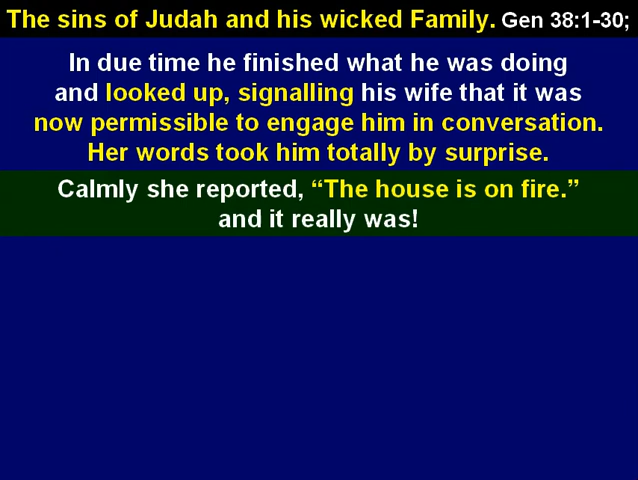 The sins of Judah and his wicked Family. Gen 38:1-30;
In due time he finished what he was doing
and looked up, signalling his wife that it was
now permissible to engage him in conversation.
Her words took him totally by surprise.
Calmly she reported, “The house is on fire.”
and it really was!